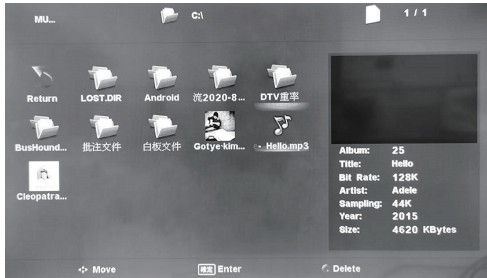 MU...
C:\
1 / 1
Return
LOST.DIR
Android
流2020-8...
DTV重率
BusHound...
批注文件
白板文件
Gotye-kim...
- Hello.mp3
Cleopatra...
Album: 25
Title: Hello
Bit Rate: 128K
Artist: Adele
Sampling: 44K
Year: 2015
Size: 4620 KBytes
Move
確定 Enter
Delete